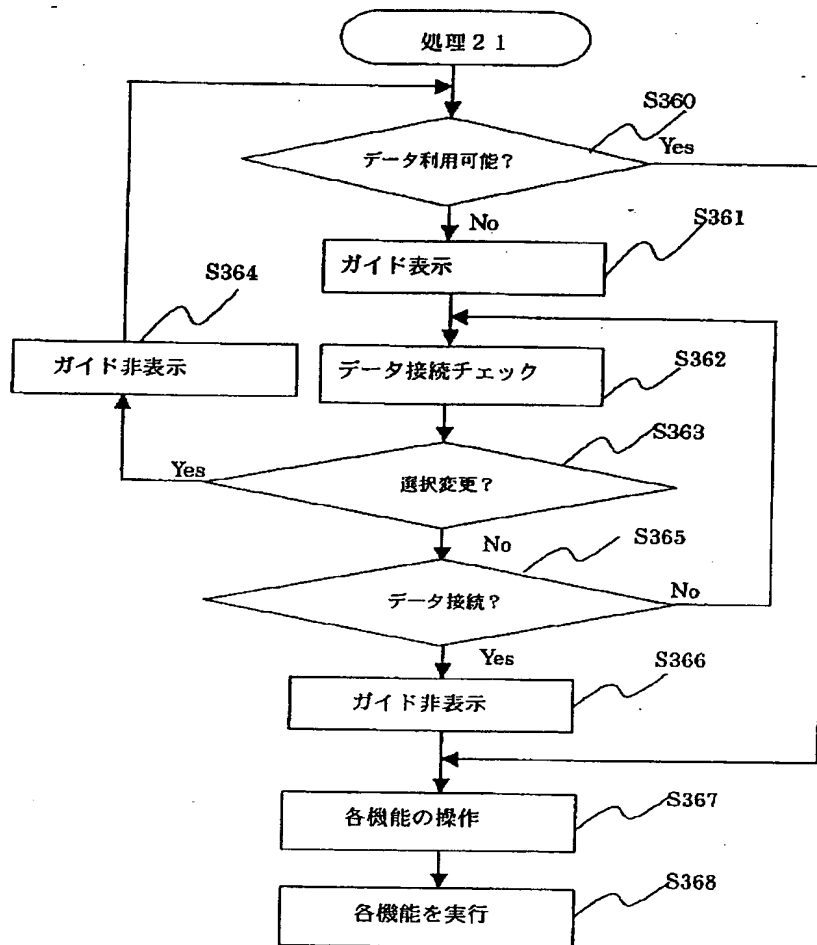 処理２１
S360
データ利用可能？
Yes
No
S361
ガイド表示
S364
ガイド非表示
データ接続チェック
S362
S363
Yes
選択変更？
No
S365
データ接続？
No
Yes
S366
ガイド非表示
各機能の操作
S367
各機能を実行
S368